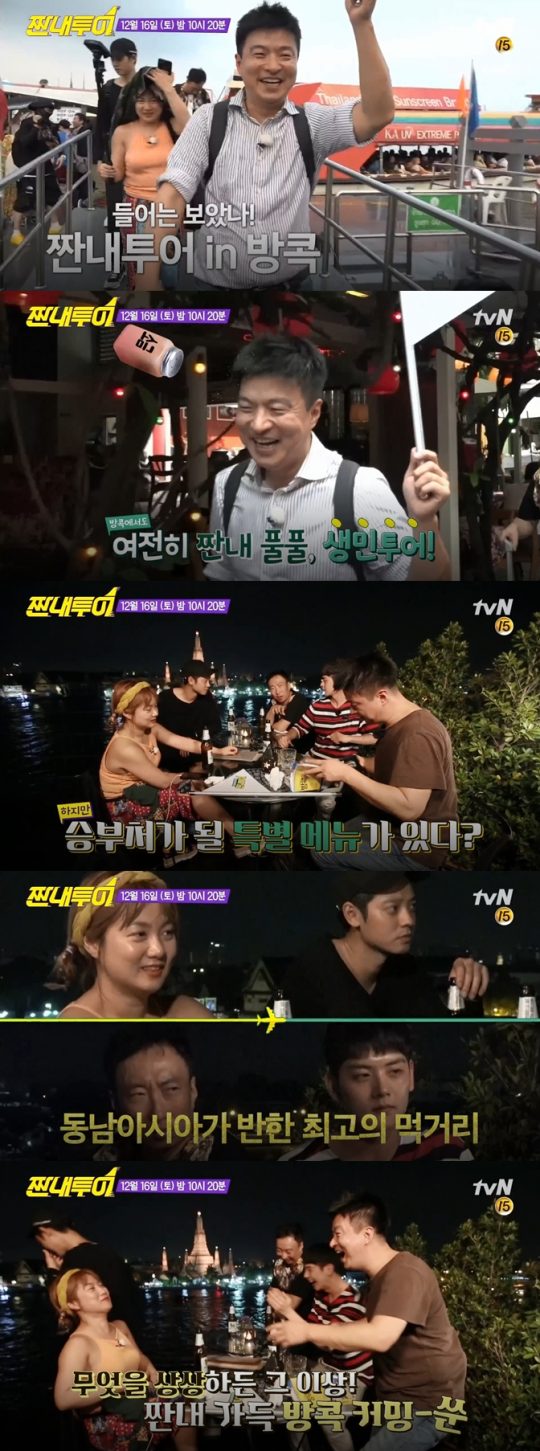 짠내투어 12월 16일 (토) 밤 10시 20분
15
Thailand Sunscreen
KA UV EXTREME
들어는 보았나!
짠내투어 in 방콕
짠내투어 12월 16일 (토) 밤 10시 20분
tvN
15
방콕에서도
여전히 짠내 풀풀, 생민투어!
짠내투어 12월 16일 (토) 밤 10시 20분
tvN
15
하지만
승부처가 될 특별 메뉴가 있다?
짠내투어 12월 16일 (토) 밤 10시 20분
tvN
15
동남아시아가 반한 최고의 먹거리
짠내투어 12월 16일 (토) 밤 10시 20분
tvN
15
무엇을 상상하든 그 이상!
짠내 가득 방콕 커밍-쑨